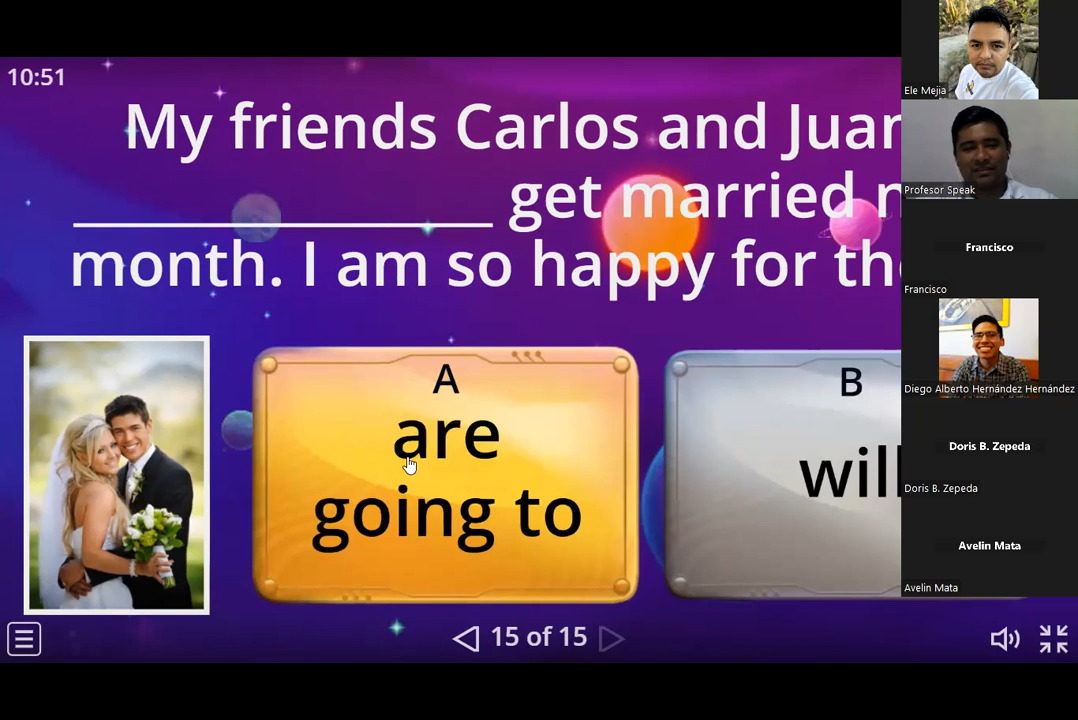 10:51
My friends Carlos and Juan
________________ get married
month. I am so happy for
A
are
going to
B
will
15 of 15
Ele Mejia
Profesor Speak
Francisco
Francisco
Diego Alberto Hernández Hernández
Doris B. Zepeda
Doris B. Zepeda
Avelin Mata
Avelin Mata